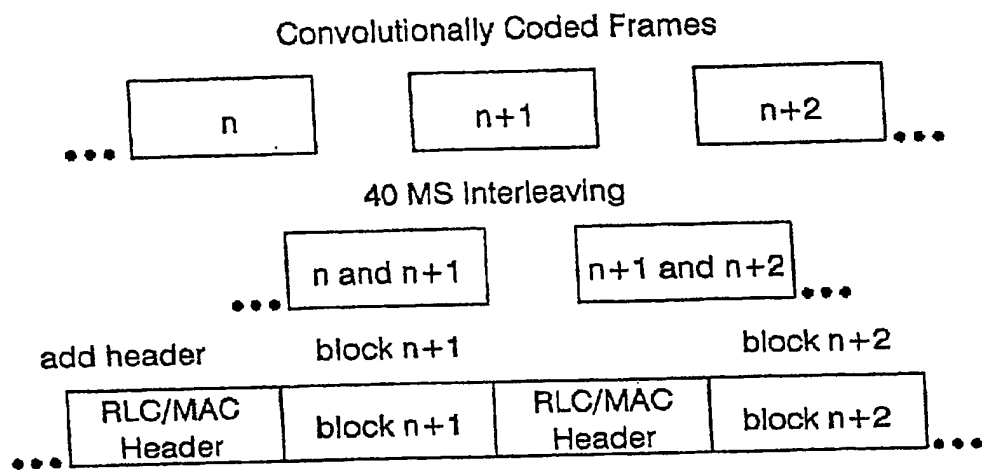 Convolutionally Coded Frames
n n+1 n+2
••• •••
40 MS Interleaving
n and n+1 n+1 and n+2
••• •••
add header block n+1 block n+2
RLC/MAC Header block n+1 RLC/MAC Header block n+2
••• •••